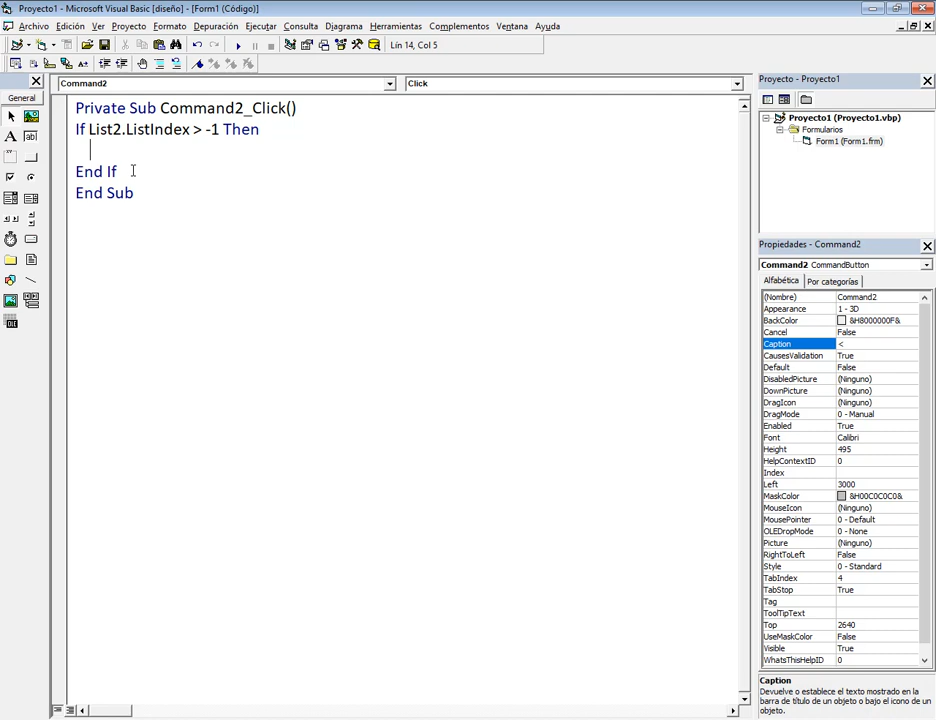 Proyecto1 - Microsoft Visual Basic [diseño] - [Form1 (Código)]
Archivo Edición Ver Proyecto Formato Depuración Ejecutar Consulta Diagrama Herramientas Complementos Ventana Ayuda
Lín 14, Col 5
General
Command2
Click
Private Sub Command2_Click()
If List2.ListIndex > -1 Then
End If
End Sub
Proyecto - Proyecto1
Proyecto1 (Proyecto1.vbp)
Formularios
Form1 (Form1.frm)
Propiedades - Command2
Command2 CommandButton
Alfabética Por categorías
(Nombre) Command2
Appearance 1 - 3D
BackColor &H8000000F&
Cancel False
Caption <
CausesValidation True
Default False
DisabledPicture (Ninguno)
DownPicture (Ninguno)
DragIcon (Ninguno)
DragMode 0 - Manual
Enabled True
Font Calibri
Height 495
HelpContextID 0
Index
Left 3000
MaskColor &H00C0C0C0&
MouseIcon (Ninguno)
MousePointer 0 - Default
OLEDropMode 0 - None
Picture (Ninguno)
RightToLeft False
Style 0 - Standard
TabIndex 4
TabStop True
Tag
ToolTipText
Top 2640
UseMaskColor False
Visible True
WhatsThisHelpID 0
Caption
Devuelve o establece el texto mostrado en la
barra de título de un objeto o bajo el icono de un
objeto.